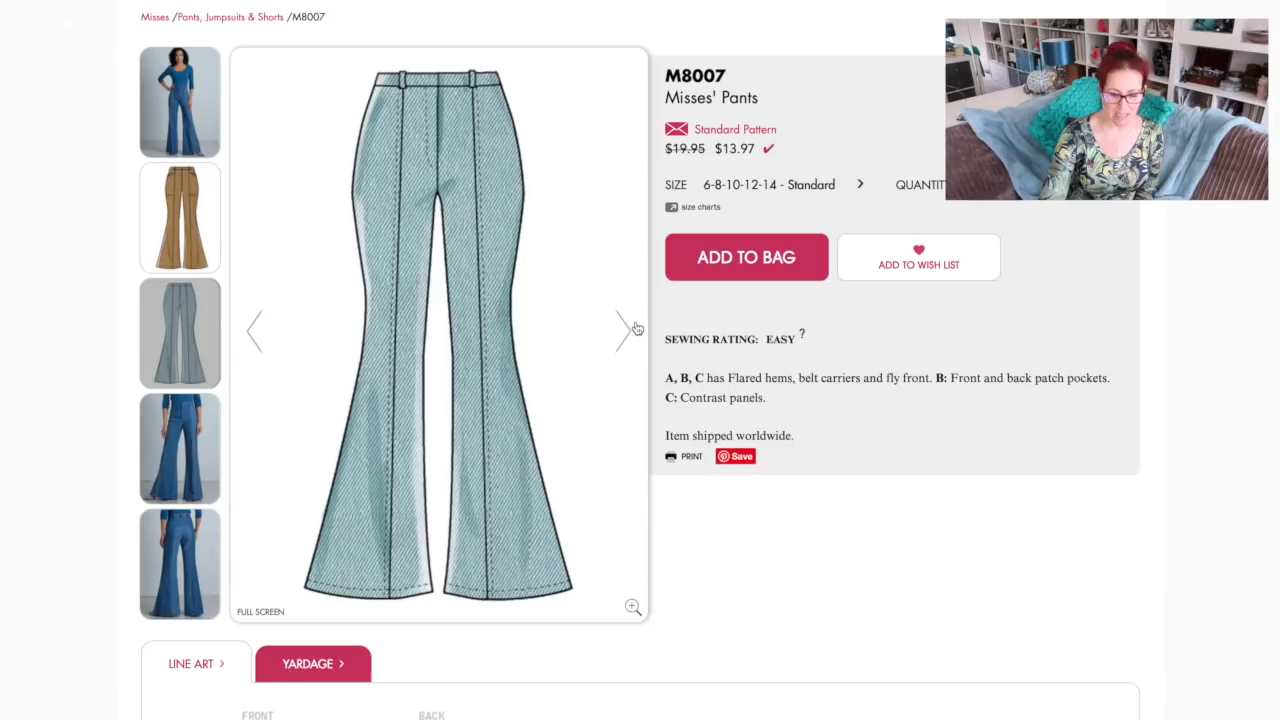 Misses /Pants, Jumpsuits & Shorts /M8007
M8007
Misses' Pants
Standard Pattern
$19.95 $13.97
SIZE 6-8-10-12-14 - Standard > QUANTIT
size charts
ADD TO BAG
ADD TO WISH LIST
SEWING RATING: EASY ?
A, B, C has Flared hems, belt carriers and fly front. B: Front and back patch pockets.
C: Contrast panels.
Item shipped worldwide.
PRINT Save
FULL SCREEN
LINE ART > YARDAGE >
FRONT BACK